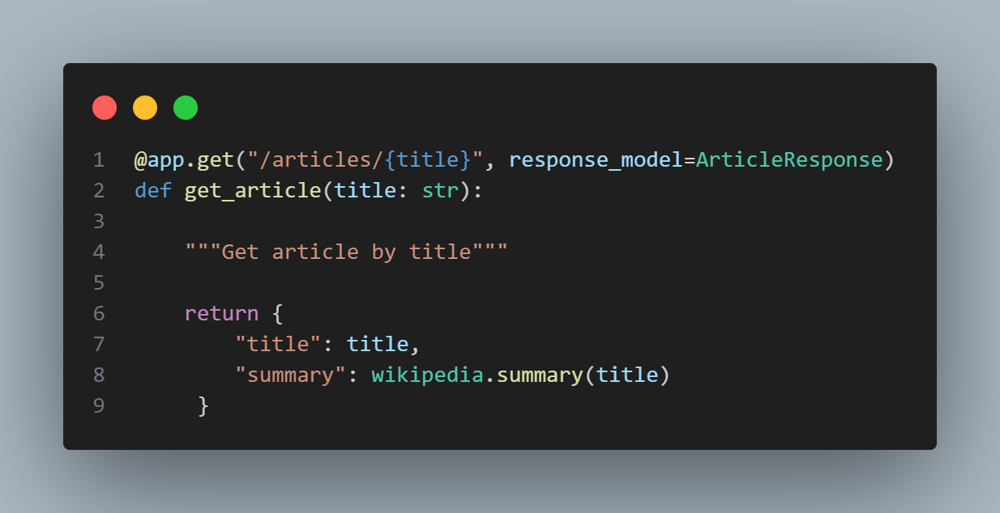 1 @app.get("/articles/{title}", response_model=ArticleResponse)
2 def get_article(title: str):
3
4     """Get article by title"""
5
6     return {
7         "title": title,
8         "summary": wikipedia.summary(title)
9      }